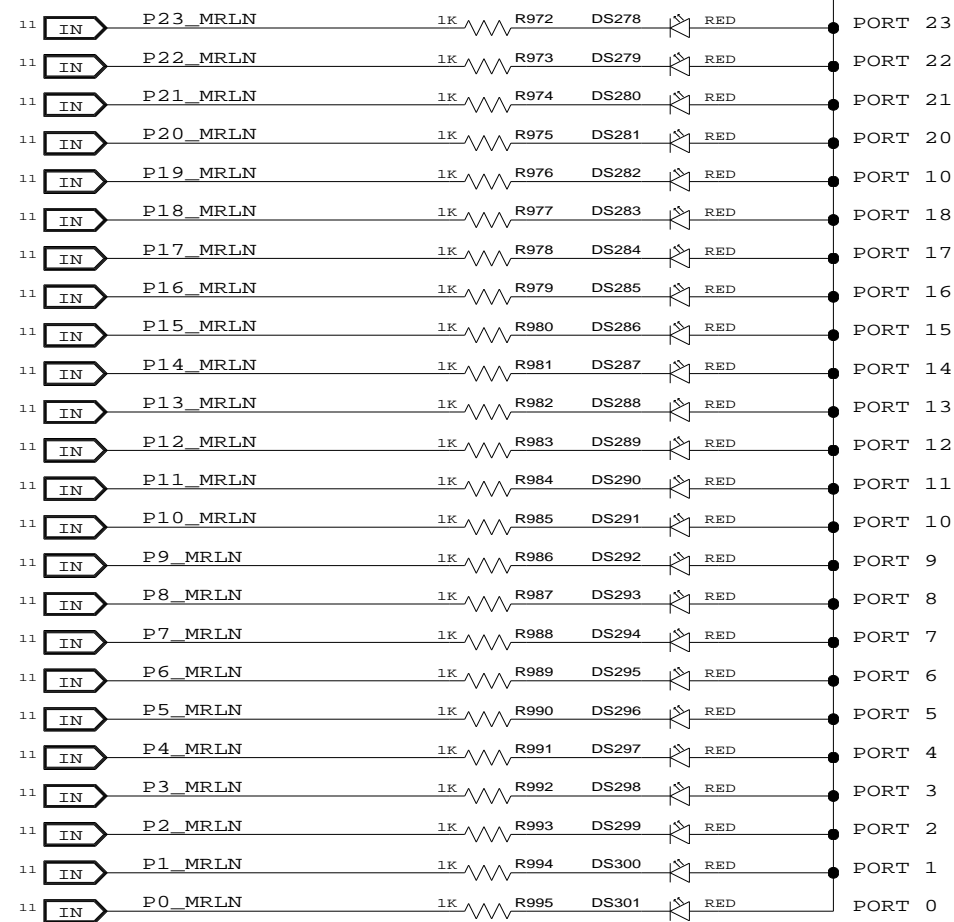 11 IN P23_MRLN 1K R972 DS278 RED PORT 23
11 IN P22_MRLN 1K R973 DS279 RED PORT 22
11 IN P21_MRLN 1K R974 DS280 RED PORT 21
11 IN P20_MRLN 1K R975 DS281 RED PORT 20
11 IN P19_MRLN 1K R976 DS282 RED PORT 10
11 IN P18_MRLN 1K R977 DS283 RED PORT 18
11 IN P17_MRLN 1K R978 DS284 RED PORT 17
11 IN P16_MRLN 1K R979 DS285 RED PORT 16
11 IN P15_MRLN 1K R980 DS286 RED PORT 15
11 IN P14_MRLN 1K R981 DS287 RED PORT 14
11 IN P13_MRLN 1K R982 DS288 RED PORT 13
11 IN P12_MRLN 1K R983 DS289 RED PORT 12
11 IN P11_MRLN 1K R984 DS290 RED PORT 11
11 IN P10_MRLN 1K R985 DS291 RED PORT 10
11 IN P9_MRLN 1K R986 DS292 RED PORT 9
11 IN P8_MRLN 1K R987 DS293 RED PORT 8
11 IN P7_MRLN 1K R988 DS294 RED PORT 7
11 IN P6_MRLN 1K R989 DS295 RED PORT 6
11 IN P5_MRLN 1K R990 DS296 RED PORT 5
11 IN P4_MRLN 1K R991 DS297 RED PORT 4
11 IN P3_MRLN 1K R992 DS298 RED PORT 3
11 IN P2_MRLN 1K R993 DS299 RED PORT 2
11 IN P1_MRLN 1K R994 DS300 RED PORT 1
11 IN P0_MRLN 1K R995 DS301 RED PORT 0